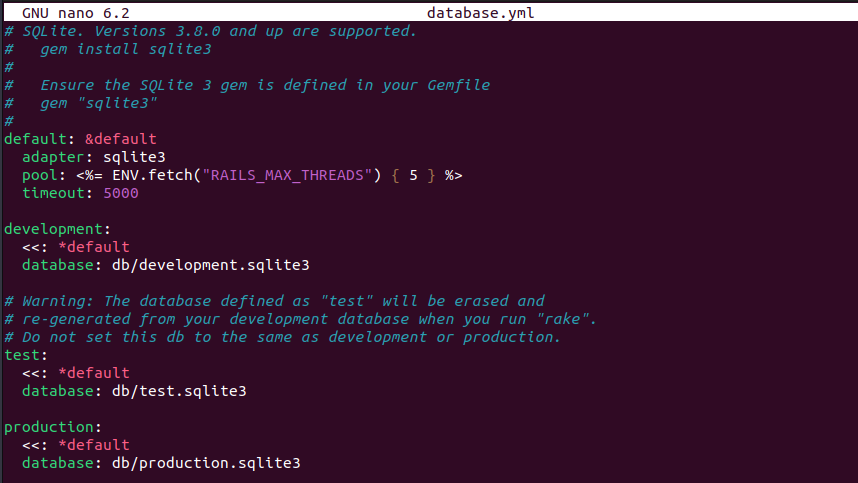 GNU nano 6.2 database.yml
# SQLite. Versions 3.8.0 and up are supported.
#   gem install sqlite3
#
#   Ensure the SQLite 3 gem is defined in your Gemfile
#   gem "sqlite3"
#
default: &default
  adapter: sqlite3
  pool: <%= ENV.fetch("RAILS_MAX_THREADS") { 5 } %>
  timeout: 5000

development:
  <<: *default
  database: db/development.sqlite3

# Warning: The database defined as "test" will be erased and
# re-generated from your development database when you run "rake".
# Do not set this db to the same as development or production.
test:
  <<: *default
  database: db/test.sqlite3

production:
  <<: *default
  database: db/production.sqlite3